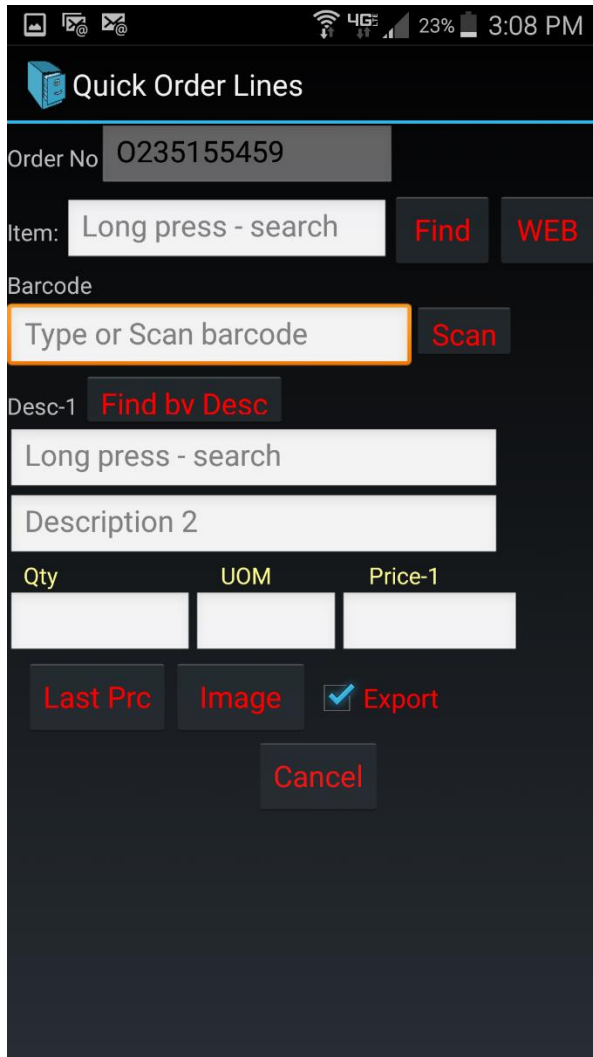 4G LTE 23% 3:08 PM
Quick Order Lines
Order No O235155459
Item: Long press - search Find WEB
Barcode
Type or Scan barcode Scan
Desc-1 Find by Desc
Long press - search
Description 2
Qty UOM Price-1
Last Prc Image Export
Cancel